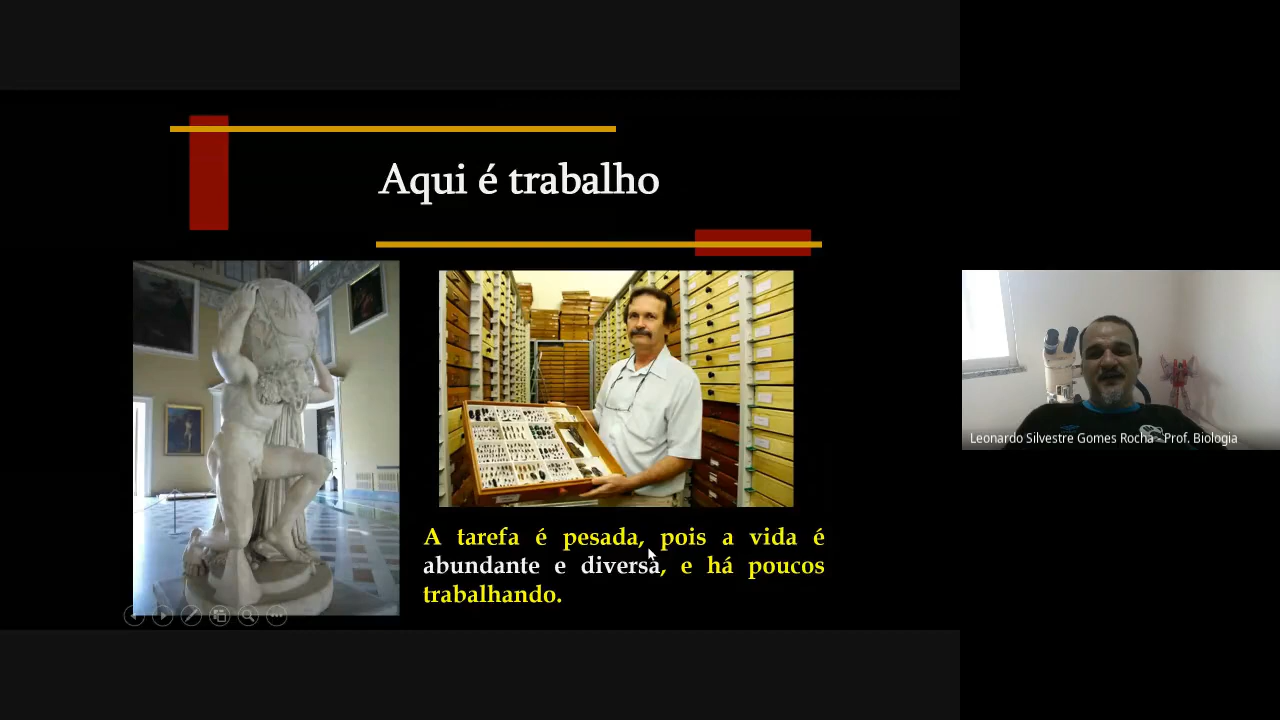 Aqui é trabalho
A tarefa é pesada, pois a vida é
abundante e diversa, e há poucos
trabalhando.
Leonardo Silvestre Gomes Rocha - Prof. Biologia